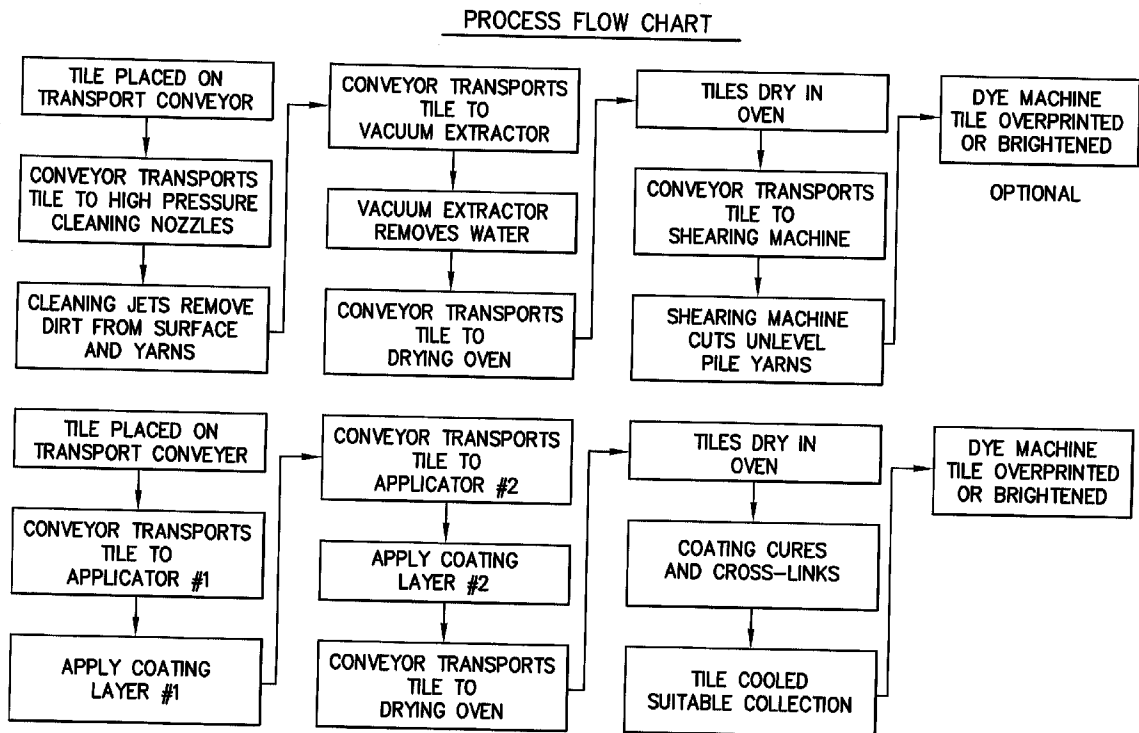 PROCESS FLOW CHART
TILE PLACED ON
TRANSPORT CONVEYOR
CONVEYOR TRANSPORTS
TILE TO HIGH PRESSURE
CLEANING NOZZLES
CLEANING JETS REMOVE
DIRT FROM SURFACE
AND YARNS
CONVEYOR TRANSPORTS
TILE TO
VACUUM EXTRACTOR
VACUUM EXTRACTOR
REMOVES WATER
CONVEYOR TRANSPORTS
TILE TO
DRYING OVEN
TILES DRY IN
OVEN
CONVEYOR TRANSPORTS
TILE TO
SHEARING MACHINE
SHEARING MACHINE
CUTS UNLEVEL
PILE YARNS
DYE MACHINE
TILE OVERPRINTED
OR BRIGHTENED
OPTIONAL
TILE PLACED ON
TRANSPORT CONVEYER
CONVEYOR TRANSPORTS
TILE TO
APPLICATOR #1
APPLY COATING
LAYER #1
CONVEYOR TRANSPORTS
TILE TO
APPLICATOR #2
APPLY COATING
LAYER #2
CONVEYOR TRANSPORTS
TILE TO
DRYING OVEN
TILES DRY IN
OVEN
COATING CURES
AND CROSS-LINKS
TILE COOLED
SUITABLE COLLECTION
DYE MACHINE
TILE OVERPRINTED
OR BRIGHTENED